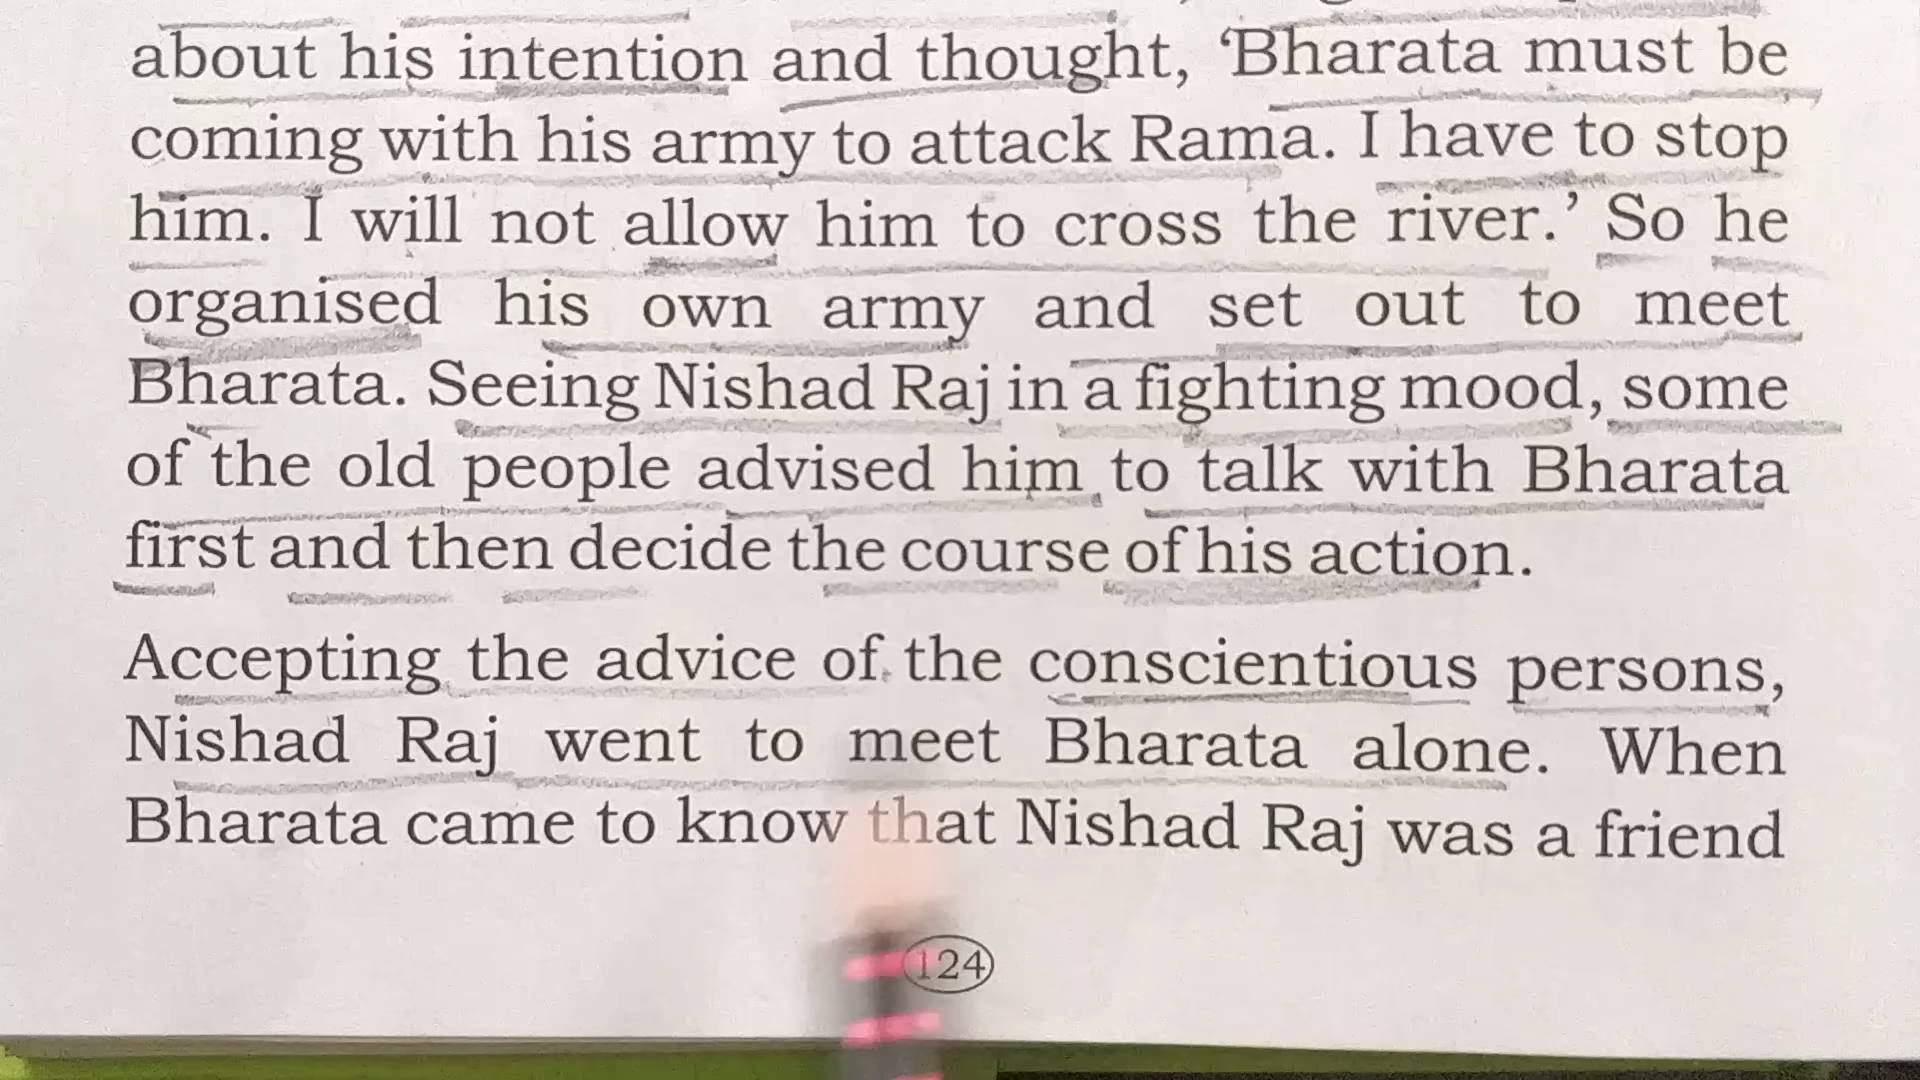 about his intention and thought, ‘Bharata must be
coming with his army to attack Rama. I have to stop
him. I will not allow him to cross the river.’ So he
organised his own army and set out to meet
Bharata. Seeing Nishad Raj in a fighting mood, some
of the old people advised him to talk with Bharata
first and then decide the course of his action.
Accepting the advice of the conscientious persons,
Nishad Raj went to meet Bharata alone. When
Bharata came to know that Nishad Raj was a friend
124